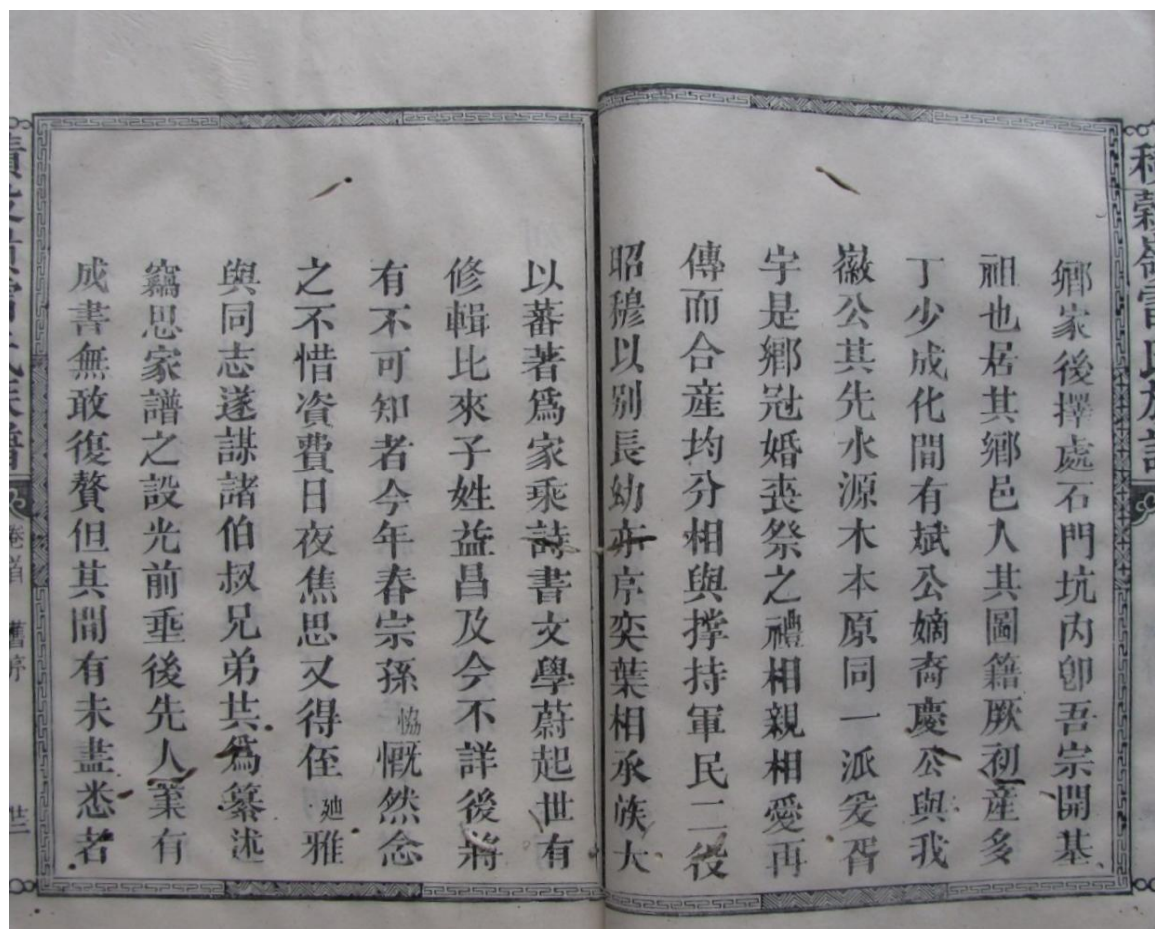 鄉家後擇處石門坑內卽吾宗開基
祖也居其鄉邑人其圖籍厥初產多
丁少成化間有斌公嫡裔慶公與我
徽公其先水源木本原同一派爰胥
宇是鄉冠婚喪祭之禮相親相愛再
傳而合產均分相與撐持軍民二役
昭穆以別長幼亦序奕葉相承族大
以蕃著爲家乘詩書文學蔚起世有
修輯比來子姓益昌及今不詳後將
有不可知者今年春宗孫恊慨然念
之不惜資費日夜焦思又得侄廸雅
與同志遂謀諸伯叔兄弟共爲纂述
竊思家譜之設光前垂後先人業有
成書無敢復贅但其間有未盡悉者
卷首 舊序